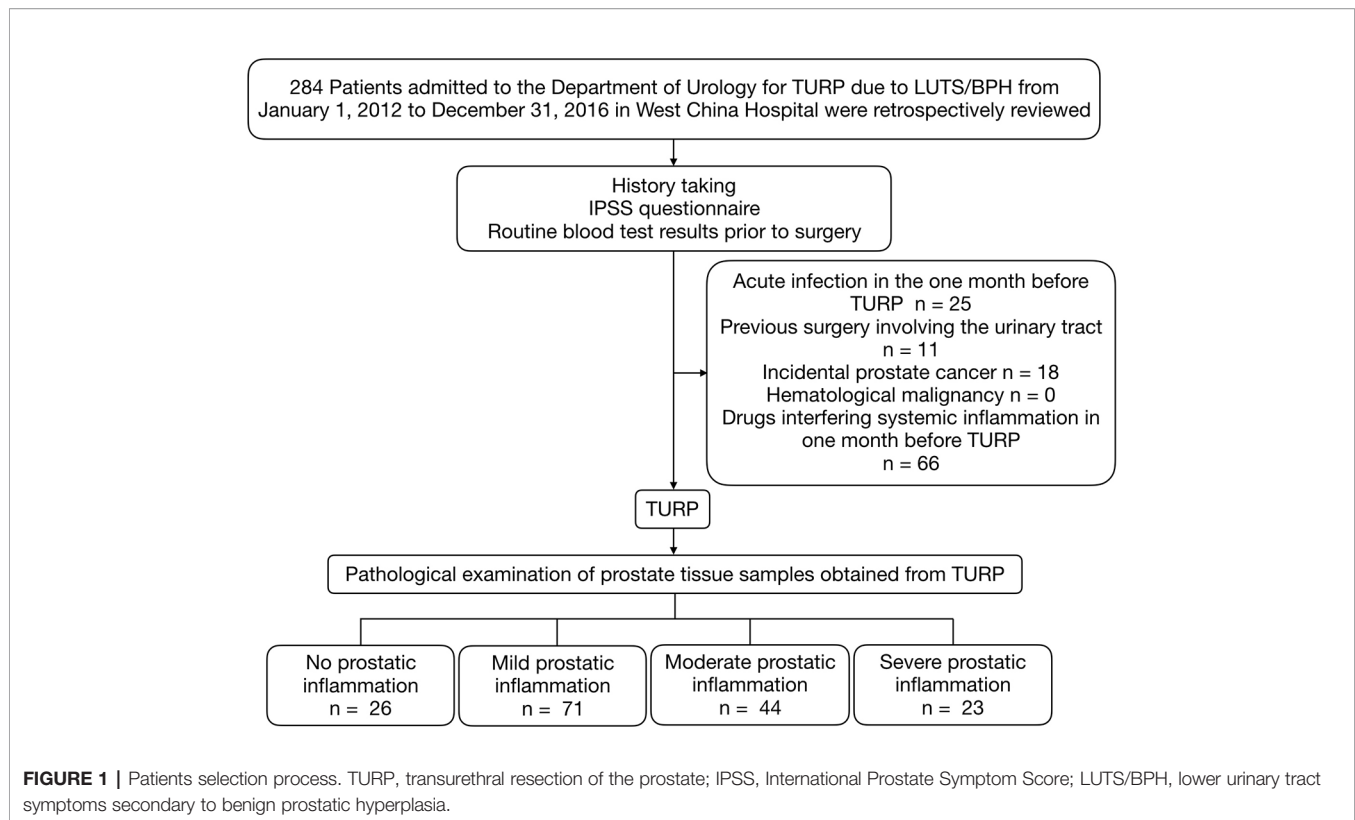 284 Patients admitted to the Department of Urology for TURP due to LUTS/BPH from
January 1, 2012 to December 31, 2016 in West China Hospital were retrospectively reviewed
History taking
IPSS questionnaire
Routine blood test results prior to surgery
Acute infection in the one month before
TURP n = 25
Previous surgery involving the urinary tract
n = 11
Incidental prostate cancer n = 18
Hematological malignancy n = 0
Drugs interfering systemic inflammation in
one month before TURP
n = 66
TURP
Pathological examination of prostate tissue samples obtained from TURP
No prostatic
inflammation
n = 26
Mild prostatic
inflammation
n = 71
Moderate prostatic
inflammation
n = 44
Severe prostatic
inflammation
n = 23
FIGURE 1 | Patients selection process. TURP, transurethral resection of the prostate; IPSS, International Prostate Symptom Score; LUTS/BPH, lower urinary tract
symptoms secondary to benign prostatic hyperplasia.